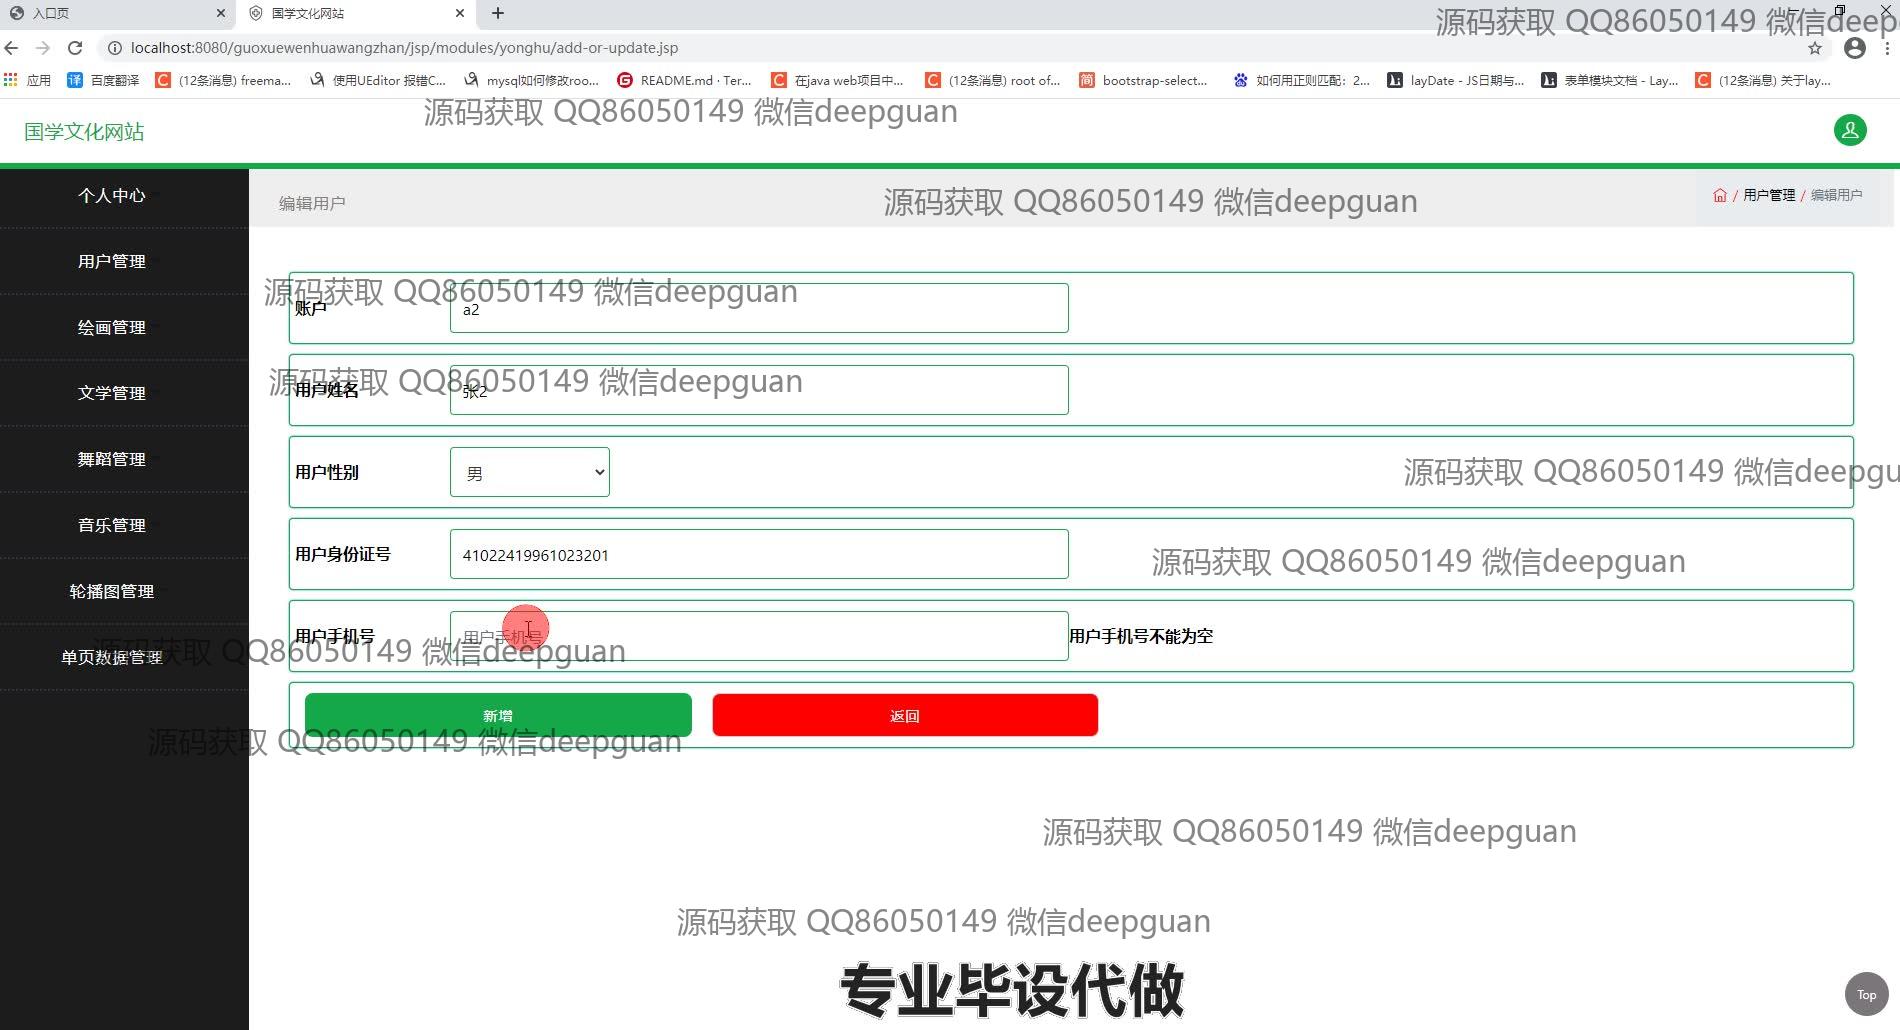 入口页
国学文化网站
localhost:8080/guoxuewenhuawangzhan/jsp/modules/yonghu/add-or-update.jsp
源码获取 QQ86050149 微信deep
应用
百度翻译
(12条消息) freema...
使用UEditor 报错C...
mysql如何修改roo...
README.md · Ter...
在java web项目中...
(12条消息) root of...
bootstrap-select...
如何用正则匹配：2...
layDate - JS日期与...
表单模块文档 - Lay...
(12条消息) 关于lay...
源码获取 QQ86050149 微信deepguan
国学文化网站
个人中心
用户管理
绘画管理
文学管理
舞蹈管理
音乐管理
轮播图管理
单页数据管理
编辑用户
源码获取 QQ86050149 微信deepguan
用户管理 / 编辑用户
源码获取 QQ86050149 微信deepguan
账户
a2
源码获取 QQ86050149 微信deepguan
用户姓名
张2
用户性别
男
源码获取 QQ86050149 微信deepgu
用户身份证号
41022419961023201
源码获取 QQ86050149 微信deepguan
用户手机号
用户手机号
用户手机号不能为空
源码获取 QQ86050149 微信deepguan
新增
返回
源码获取 QQ86050149 微信deepguan
源码获取 QQ86050149 微信deepguan
源码获取 QQ86050149 微信deepguan
专业毕设代做
Top